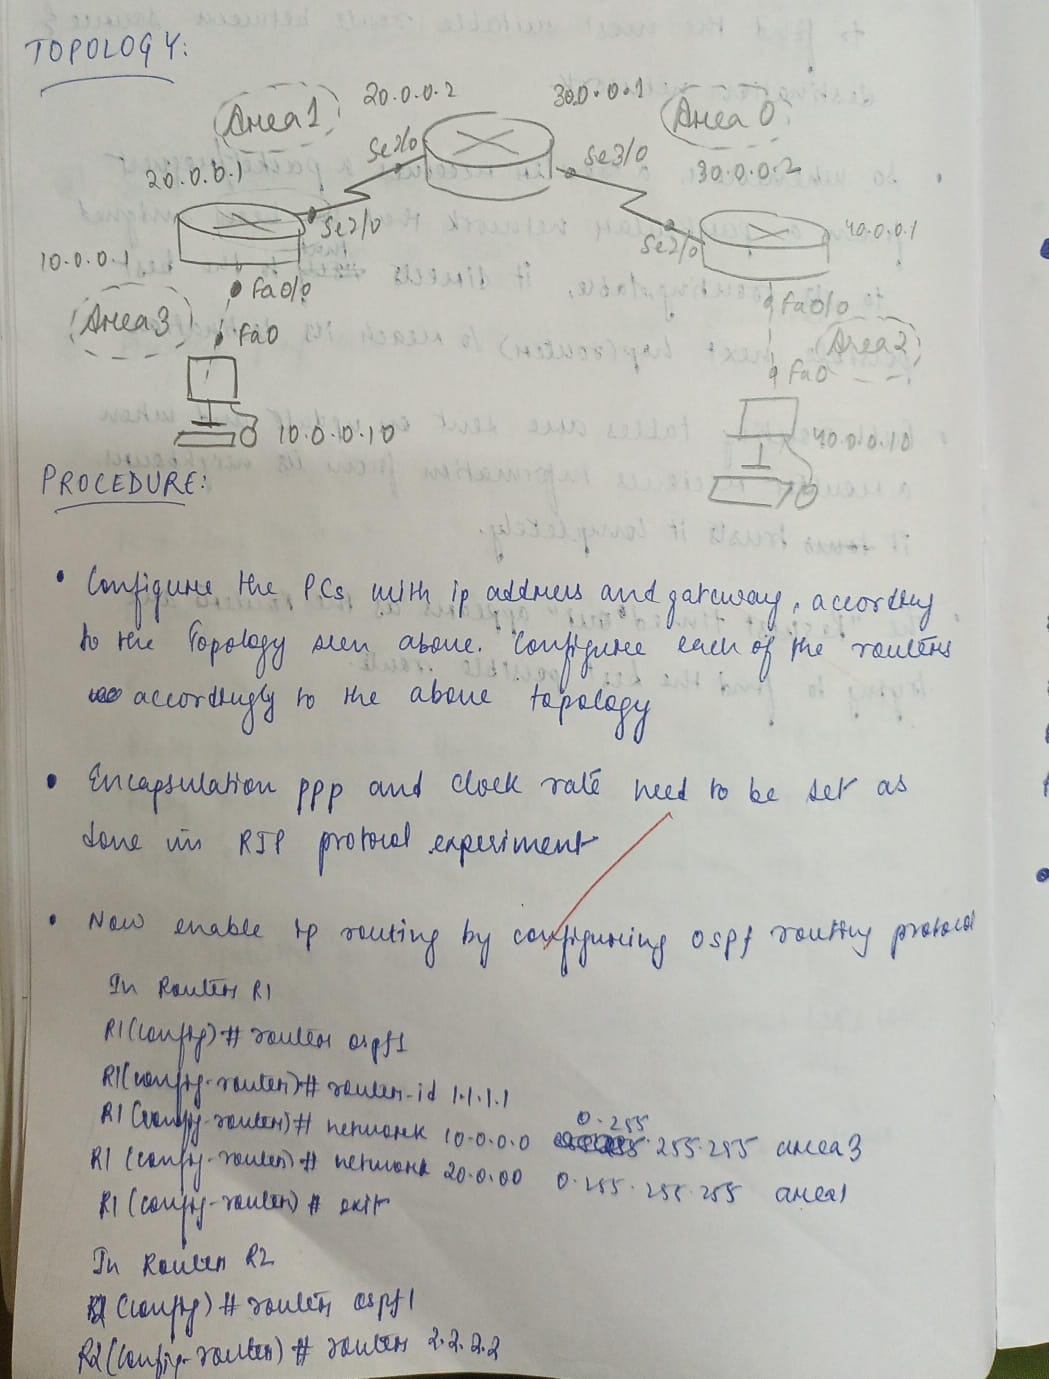 TOPOLOGY:
Area1
20.0.0.2
30.0.0.1
Area 0
Se2/0
Se3/0
20.0.0.1
30.0.0.2
Se2/0
Se2/0
40.0.0.1
10.0.0.1
Fa0/0
Fa0/0
Area3
Fa0
Area2
Fa0
10.0.0.10
40.0.0.10
PROCEDURE:
• Configure the PCs with ip address and gateway, according
to the Topology seen above. Configure each of the routers
accordingly to the above topology
• Encapsulation ppp and clock rate need to be set as
done in RIP protocol experiment
• Now enable ip routing by configuring ospf routing protocol
In Router R1
R1(config)# router ospf1
R1(config-router)# router-id 1.1.1.1
R1(config-router)# network 10.0.0.0 0.255.255.255 area3
R1(config-router)# network 20.0.00 0.255.255.255 area1
R1(config-router)# exit
In Router R2
R2(config)# router ospf1
R2(config-router)# router 2.2.2.2